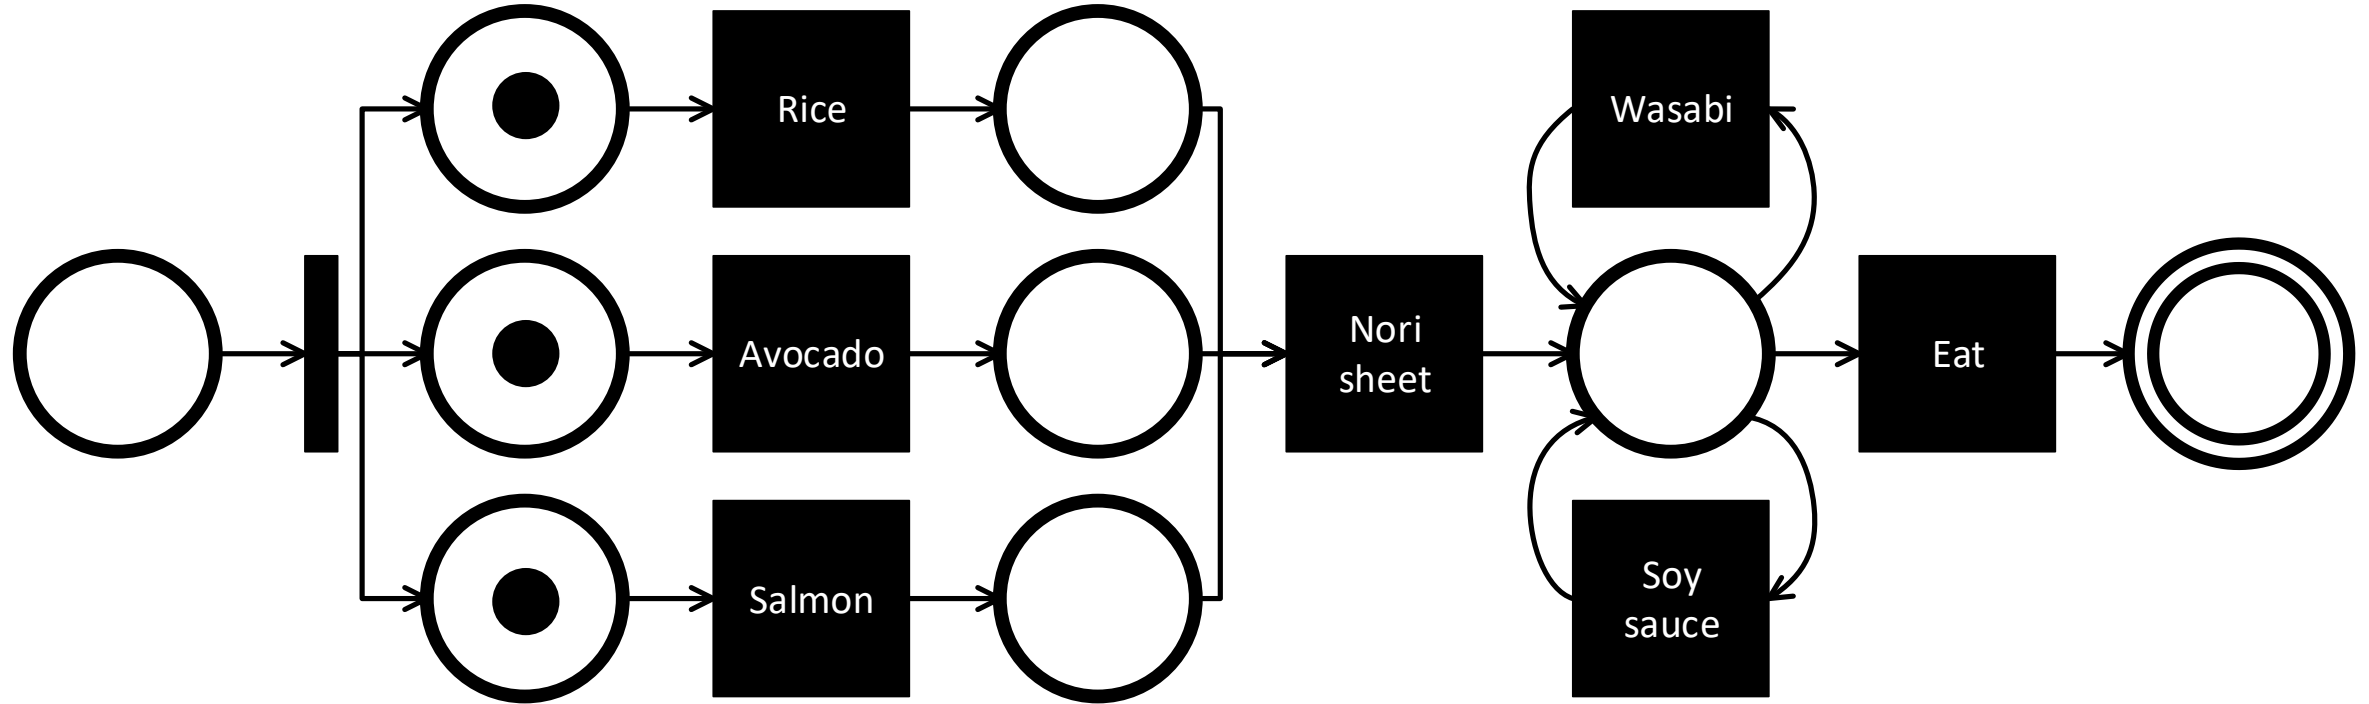 Rice
Wasabi
Avocado
Nori
sheet
Eat
Salmon
Soy
sauce